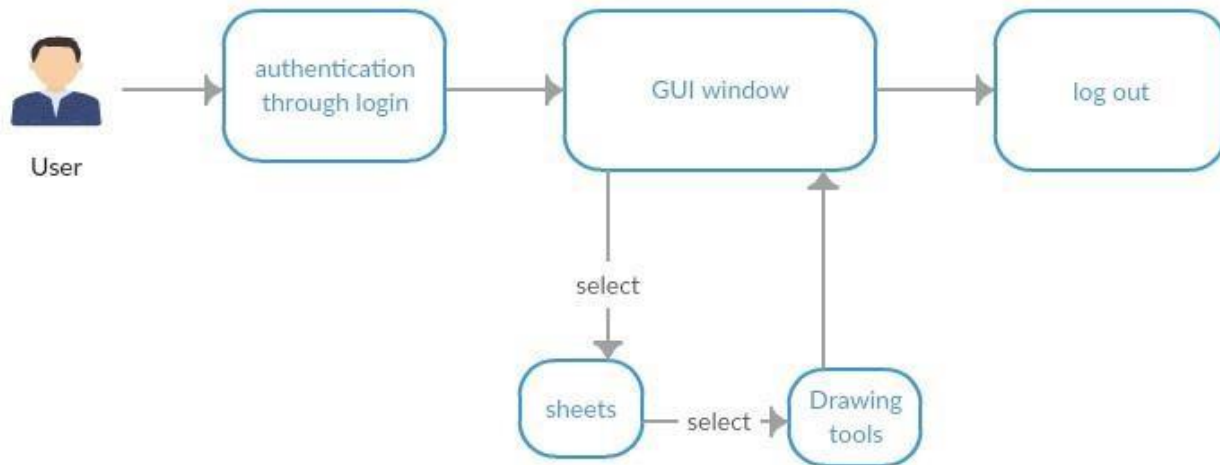 User
authentication
through login
GUI window
log out
select
sheets
select
Drawing
tools